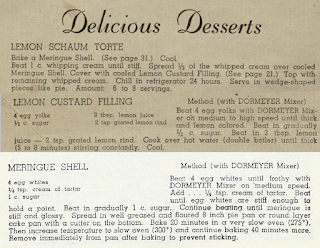 Delicious Desserts
LEMON SCHAUM TORTE
Bake a Meringue Shell. (See page 31.) Cool.
Beat 1 c. whipping cream until stiff. Spread ½ of the whipped cream over cooled
Meringue Shell. Cover with cooled Lemon Custard Filling. (See page 21.) Top with
remaining whipped cream. Chill in refrigerator for 24 hours. Serve in wedge-shaped
pieces like pie. Amount: 6 to 8 servings.
LEMON CUSTARD FILLING
Method (with DORMEYER Mixer)
4 egg yolks 3 tbsp. lemon juice
½ c. sugar 2 tsp. grated lemon rind
Beat 4 egg yolks with DORMEYER Mixer
on medium to high speed until thick
and lemon colored. Beat in gradually
½ c. sugar. Beat in 3 tbsp. lemon
juice — 2 tsp. grated lemon rind. Cook over hot water (double boiler) until thick
(5 to 8 minutes) stirring constantly. Cool.
MERINGUE SHELL
Method (with DORMEYER Mixer)
4 egg whites
¼ tsp. cream of tartar
1 c. sugar
Beat 4 egg whites until frothy with
DORMEYER Mixer on medium speed.
Add . . ¼ tsp. cream of tartar. Beat
until egg whites are stiff enough to
hold a point. Beat in gradually 1 c. sugar. Continue beating until meringue is
stiff and glossy. Spread in well greased and floured 8 inch pie pan or round layer
cake pan with a cutter on the bottom. Bake 20 minutes in a very slow oven (275°).
Then increase temperature to slow oven (300°) and continue baking 40 minutes more.
Remove immediately from pan after baking to prevent sticking.